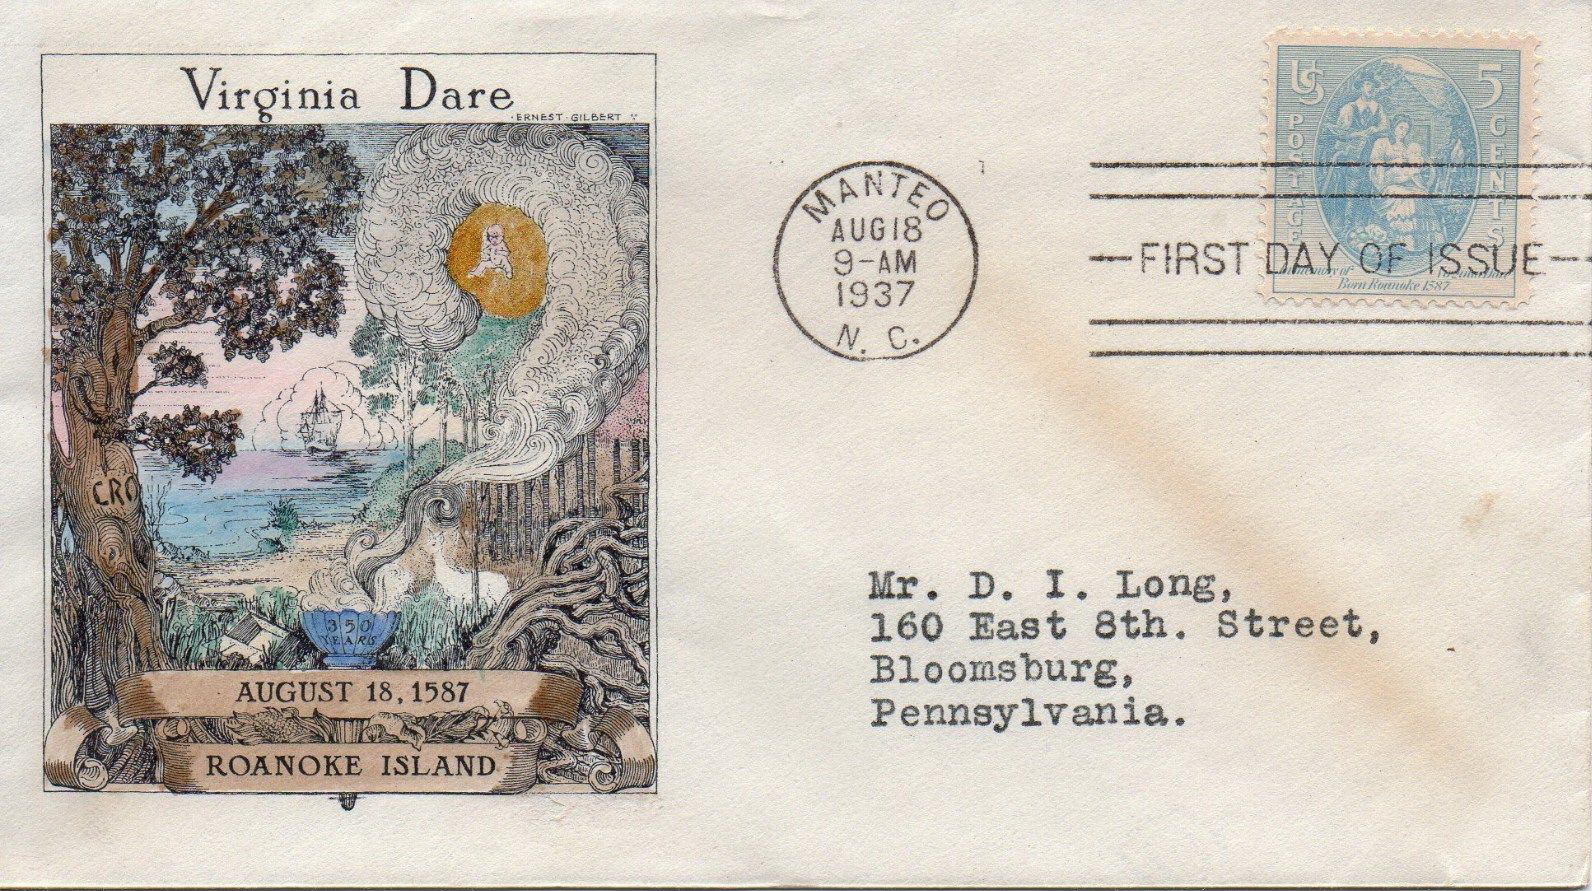 Virginia Dare
· ERNEST · GILBERT ·
CRO
350
YEARS
AUGUST 18, 1587
ROANOKE ISLAND
MANTEO
AUG 18
9-AM
1937
N. C.
US POSTAGE
5 CENTS
Born Roanoke 1587
—FIRST DAY OF ISSUE—
Mr. D. I. Long,
160 East 8th. Street,
Bloomsburg,
Pennsylvania.